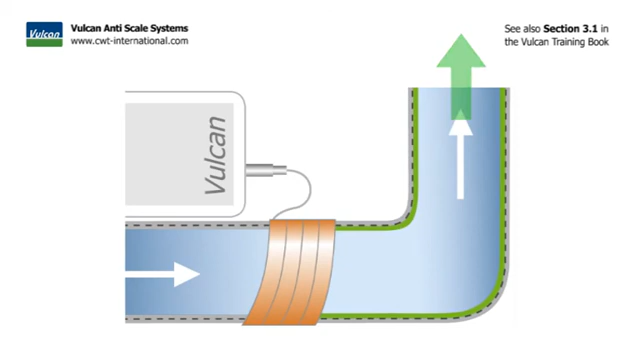 Vulcan
Vulcan Anti Scale Systems
www.cwt-international.com
See also Section 3.1 in
the Vulcan Training Book
Vulcan